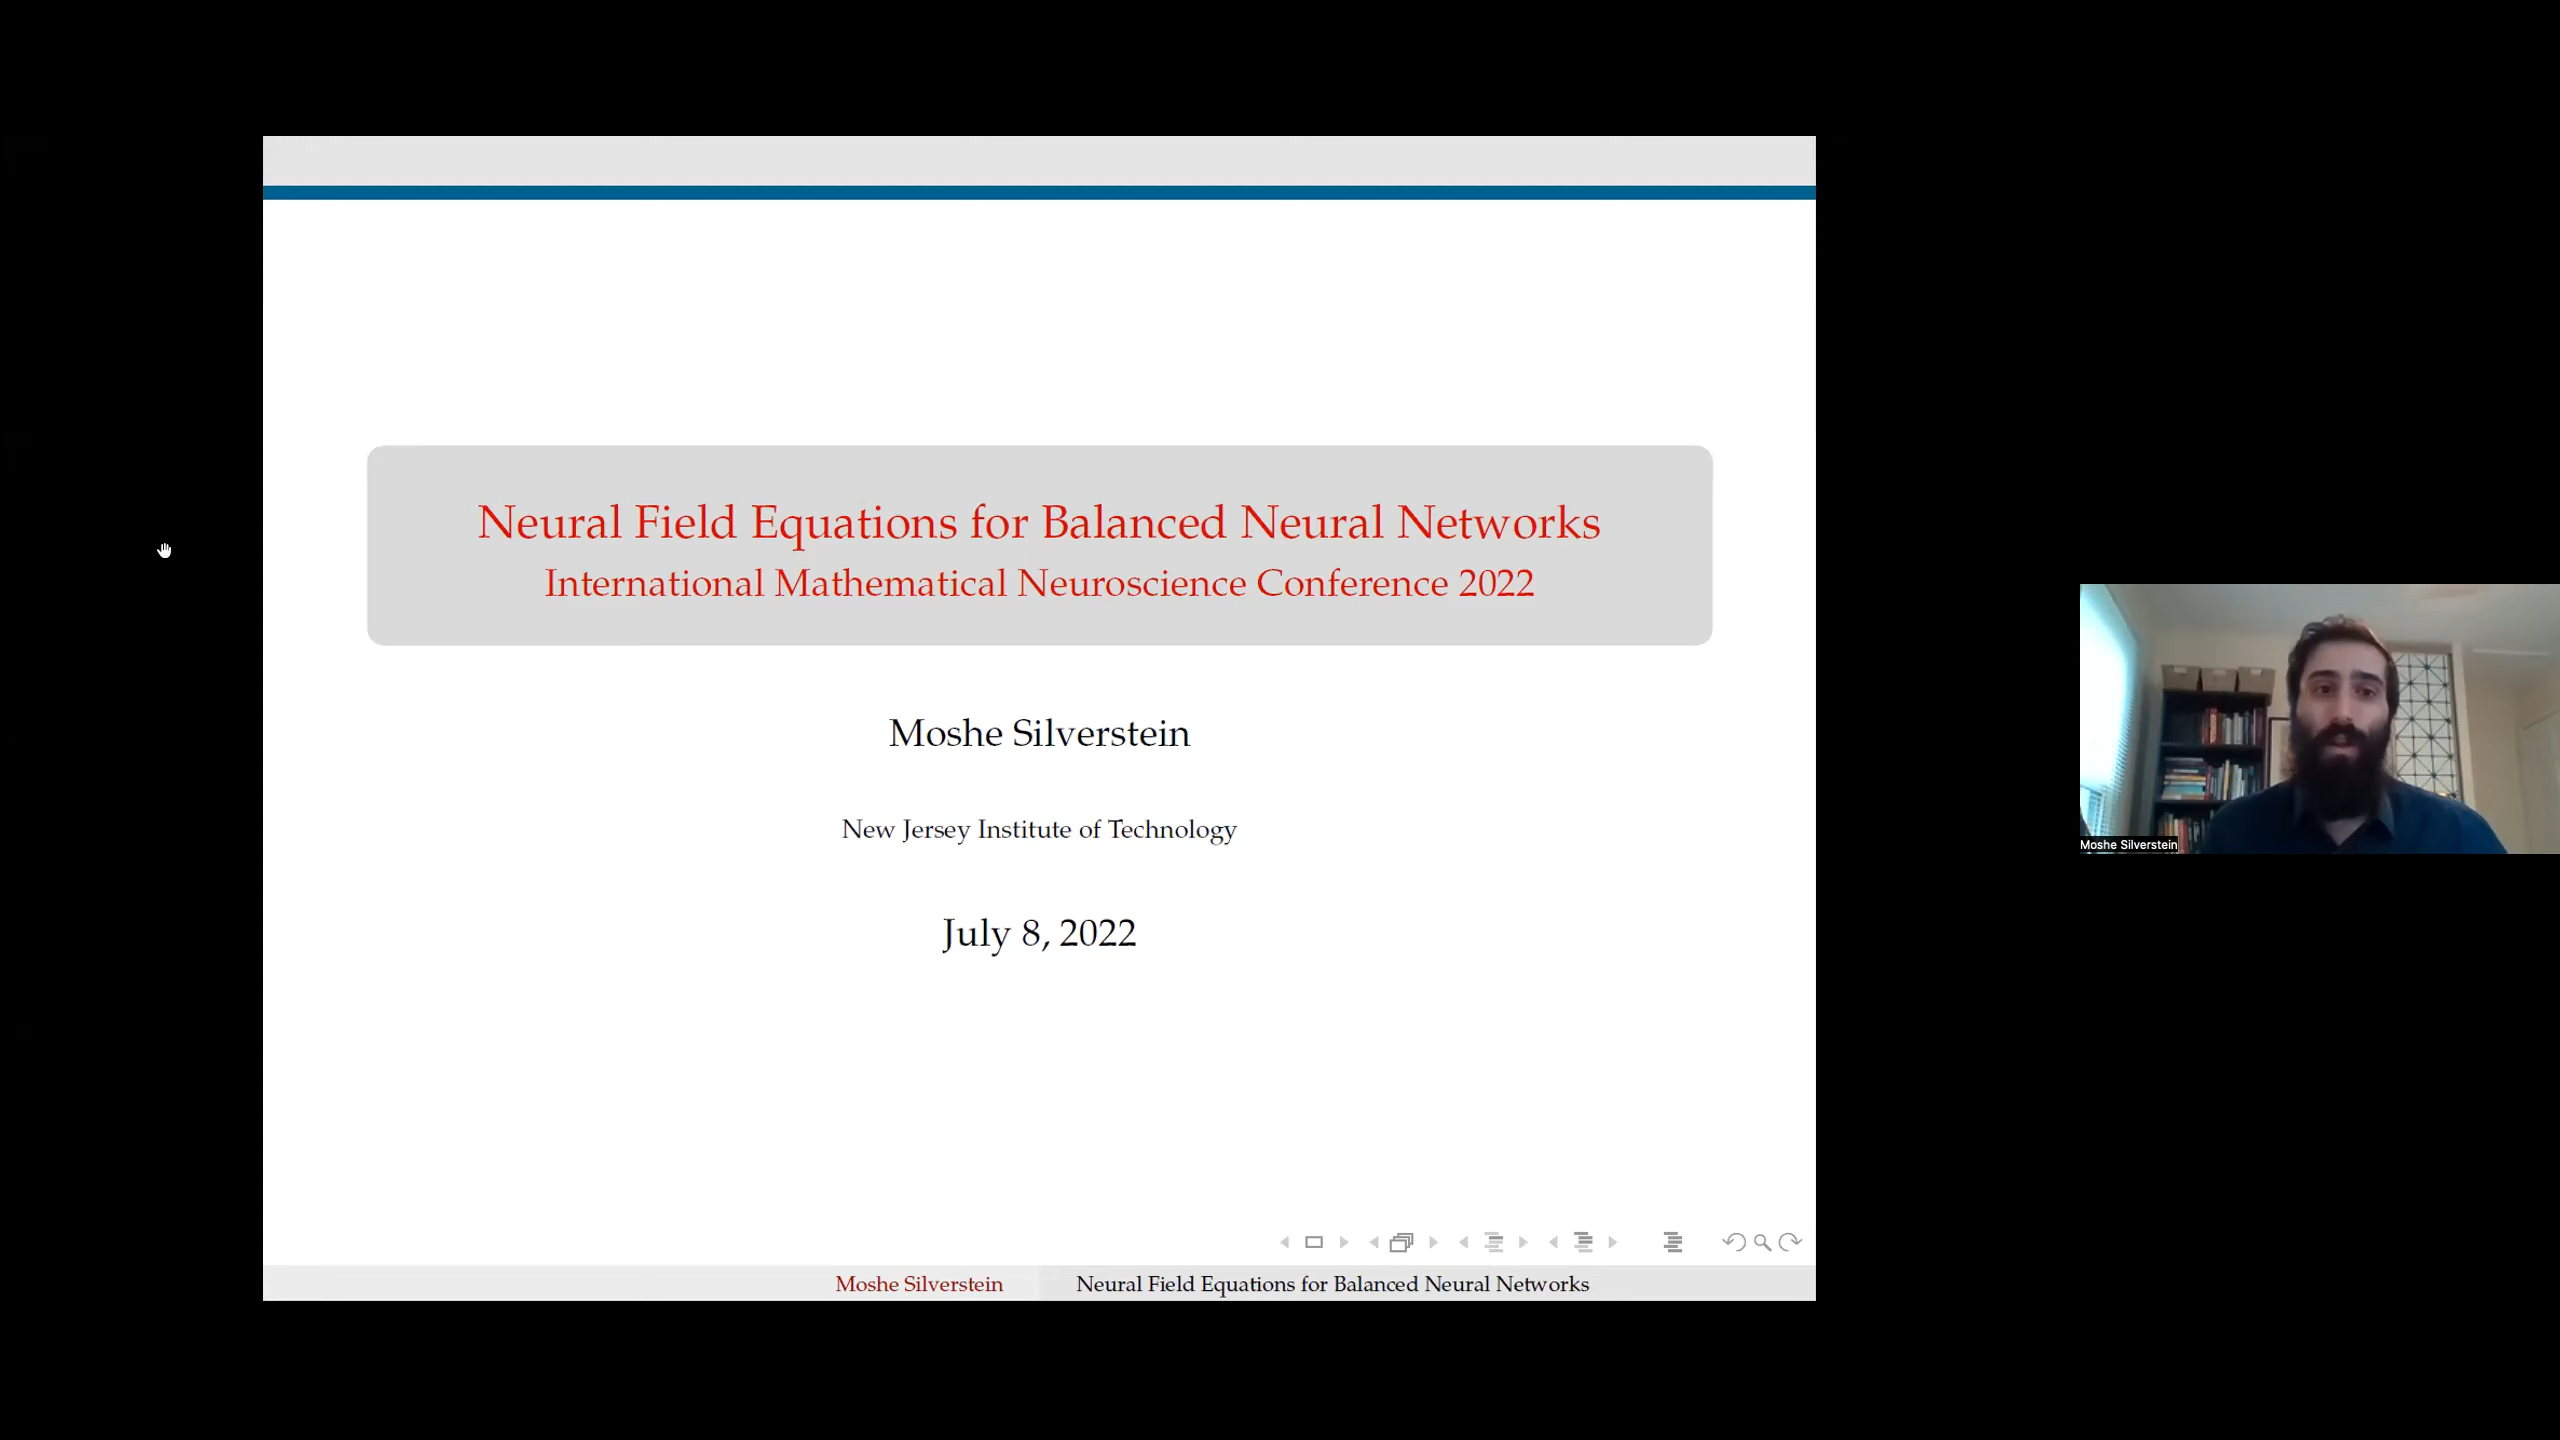 Neural Field Equations for Balanced Neural Networks
International Mathematical Neuroscience Conference 2022
Moshe Silverstein
New Jersey Institute of Technology
July 8, 2022
Moshe Silverstein
Neural Field Equations for Balanced Neural Networks
Moshe Silverstein